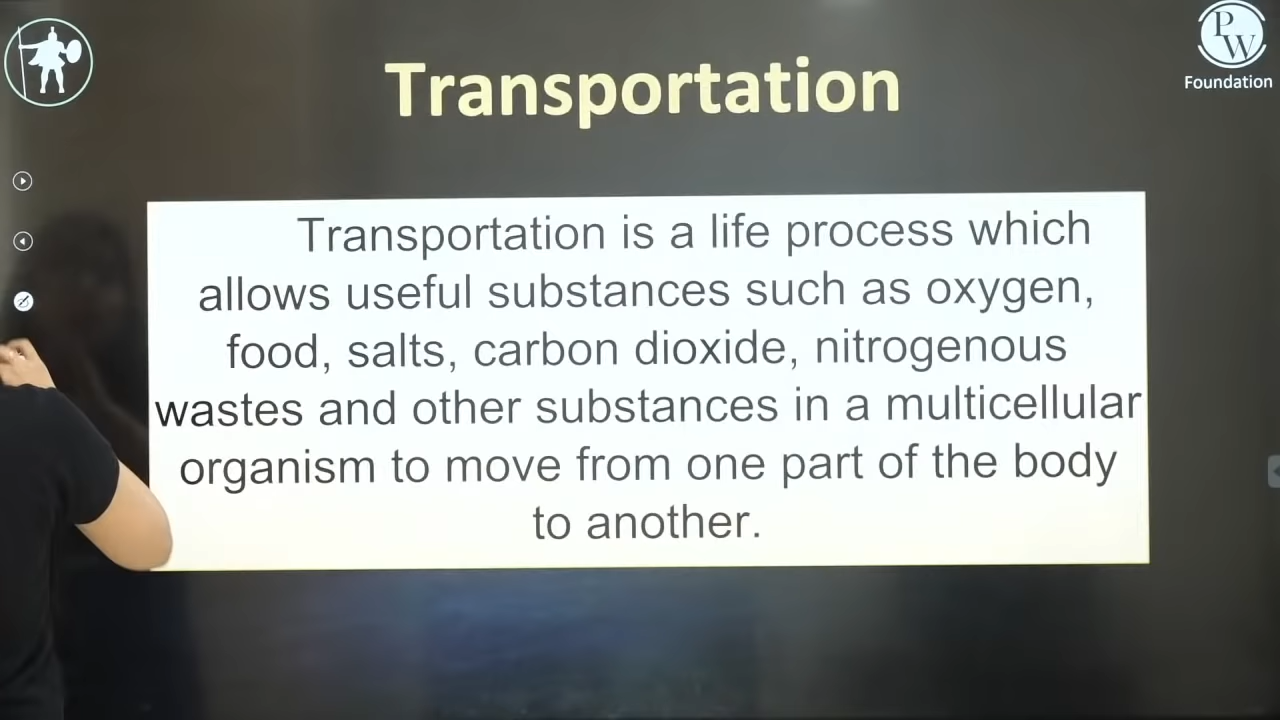 PW
Foundation
Transportation
Transportation is a life process which
allows useful substances such as oxygen,
food, salts, carbon dioxide, nitrogenous
wastes and other substances in a multicellular
organism to move from one part of the body
to another.